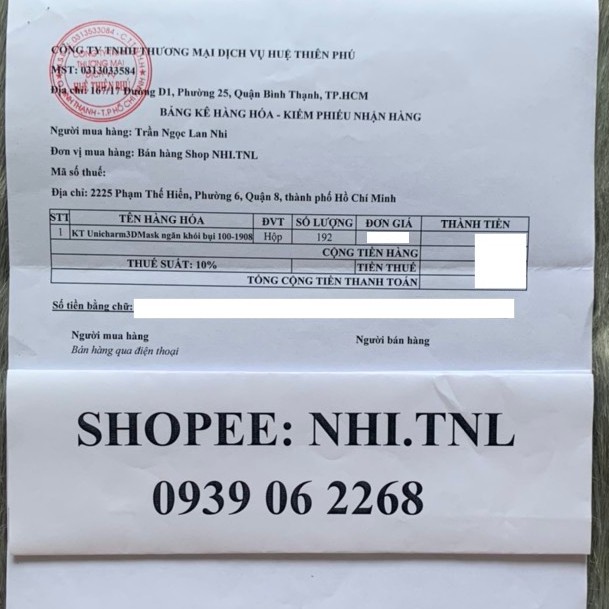 CÔNG TY TNHH THƯƠNG MẠI DỊCH VỤ HUỆ THIÊN PHÚ
MST: 0313033584
Địa chỉ: 167/17 Đường D1, Phường 25, Quận Bình Thạnh, TP.HCM
BẢNG KÊ HÀNG HÓA - KIÊM PHIẾU NHẬN HÀNG
Người mua hàng: Trần Ngọc Lan Nhi
Đơn vị mua hàng: Bán hàng Shop NHI.TNL
Mã số thuế:
Địa chỉ: 2225 Phạm Thế Hiển, Phường 6, Quận 8, thành phố Hồ Chí Minh
STT TÊN HÀNG HÓA ĐVT SỐ LƯỢNG ĐƠN GIÁ THÀNH TIỀN
1 KT Unicharm3DMask ngăn khói bụi 100-1908 Hộp 192
CỘNG TIỀN HÀNG
THUẾ SUẤT: 10% TIỀN THUẾ
TỔNG CỘNG TIỀN THANH TOÁN
Số tiền bằng chữ:
Người mua hàng Người bán hàng
Bán hàng qua điện thoại
SHOPEE: NHI.TNL
0939 06 2268